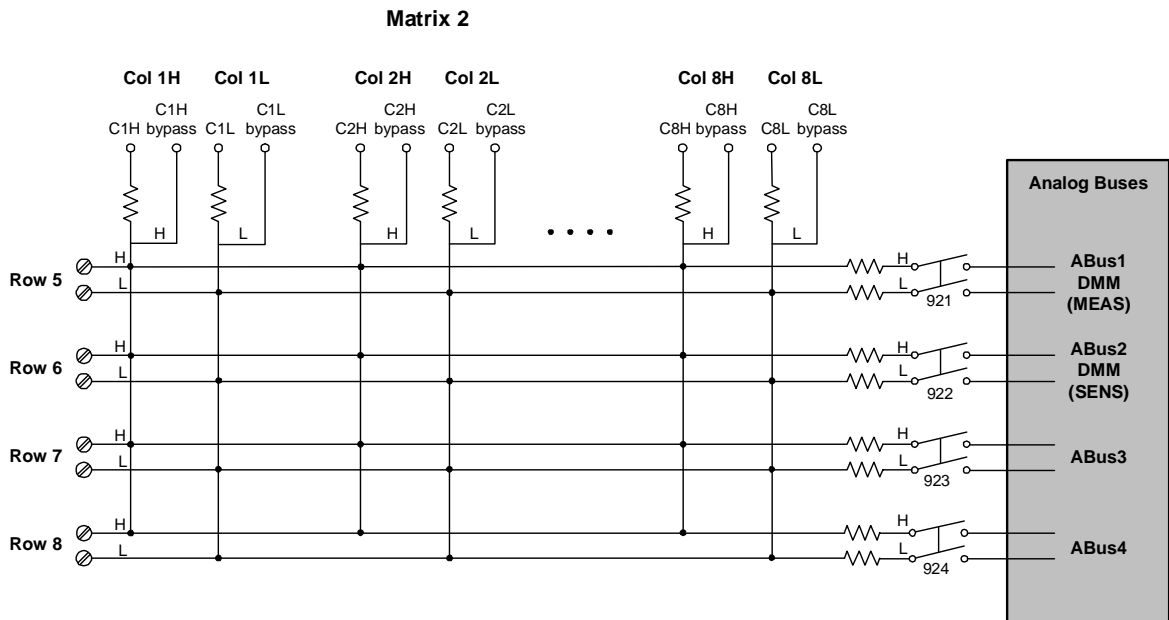 Matrix 2
Col 1H Col 1L Col 2H Col 2L Col 8H Col 8L
C1H C1L C2H C2L C8H C8L
C1H bypass C1L bypass C2H bypass C2L bypass C8H bypass C8L bypass
Analog Buses
H L H L H L
Row 5 H L H L 921 ABus1
DMM
(MEAS)
Row 6 H L H L 922 ABus2
DMM
(SENS)
Row 7 H L H L 923 ABus3
Row 8 H L H L 924 ABus4